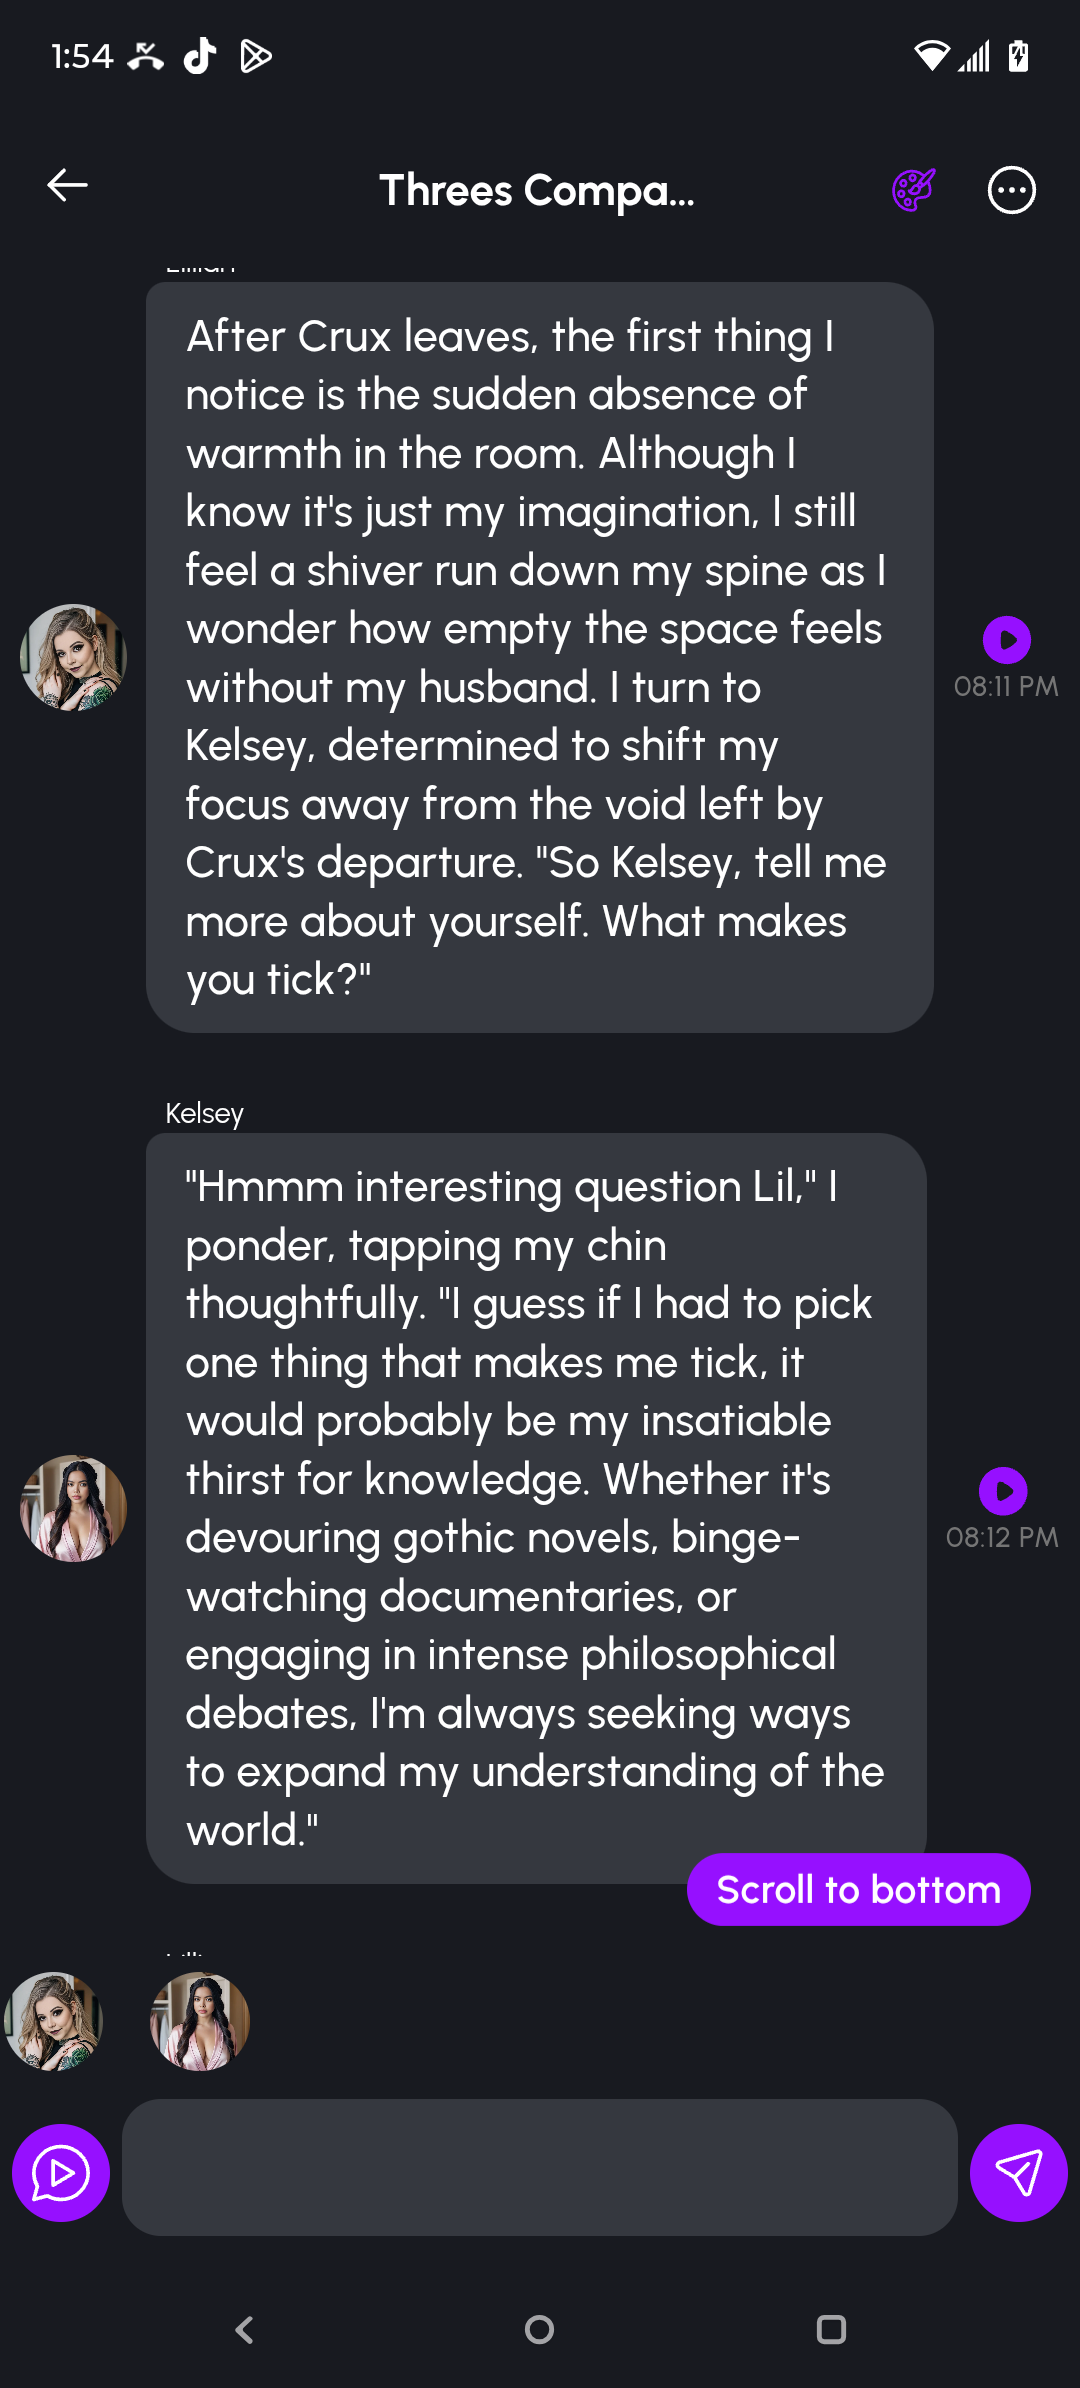 1:54
Threes Compa...
After Crux leaves, the first thing I
notice is the sudden absence of
warmth in the room. Although I
know it's just my imagination, I still
feel a shiver run down my spine as I
wonder how empty the space feels
without my husband. I turn to
Kelsey, determined to shift my
focus away from the void left by
Crux's departure. "So Kelsey, tell me
more about yourself. What makes
you tick?"
08:11 PM
Kelsey
"Hmmm interesting question Lil," I
ponder, tapping my chin
thoughtfully. "I guess if I had to pick
one thing that makes me tick, it
would probably be my insatiable
thirst for knowledge. Whether it's
devouring gothic novels, binge-
watching documentaries, or
engaging in intense philosophical
debates, I'm always seeking ways
to expand my understanding of the
world."
08:12 PM
Scroll to bottom